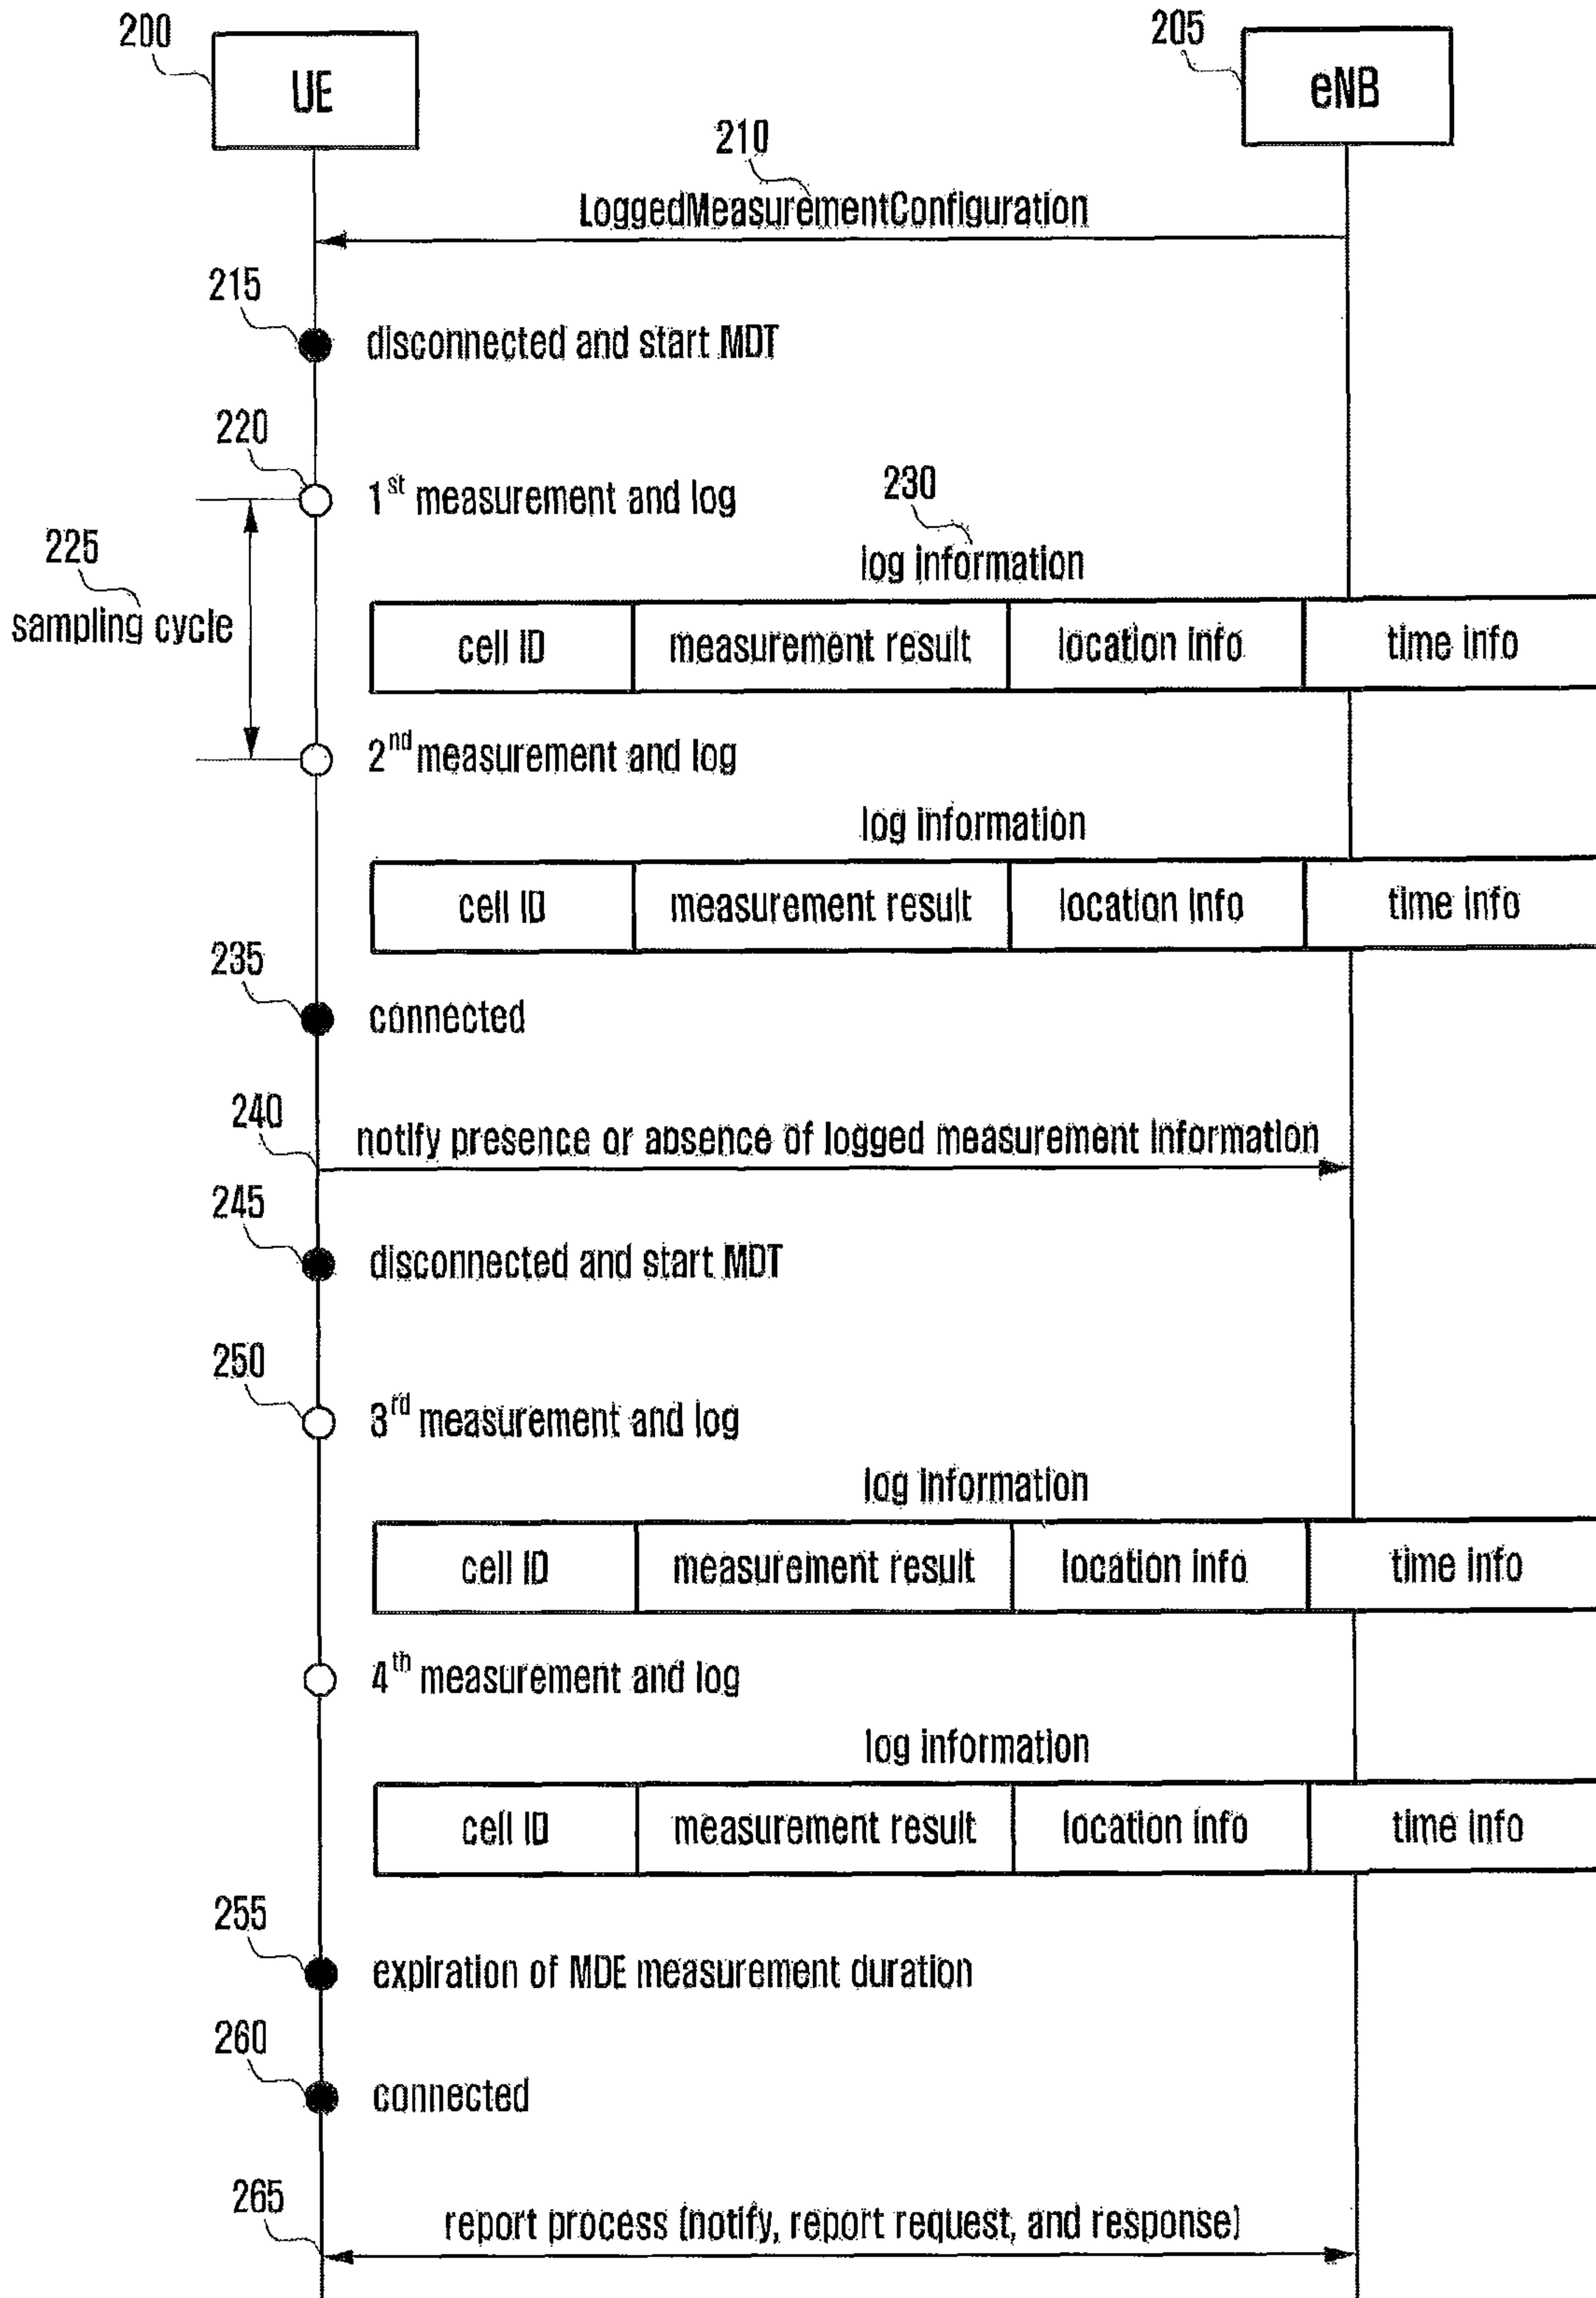 200
UE
205
eNB
210
LoggedMeasurementConfiguration
215
disconnected and start MDT
220
1st measurement and log
230
log information
225
sampling cycle
cell ID measurement result location info time info
2nd measurement and log
log information
cell ID measurement result location info time info
235
connected
240
notify presence or absence of logged measurement information
245
disconnected and start MDT
250
3rd measurement and log
log information
cell ID measurement result location info time info
4th measurement and log
log information
cell ID measurement result location info time info
255
expiration of MDE measurement duration
260
connected
265
report process (notify, report request, and response)